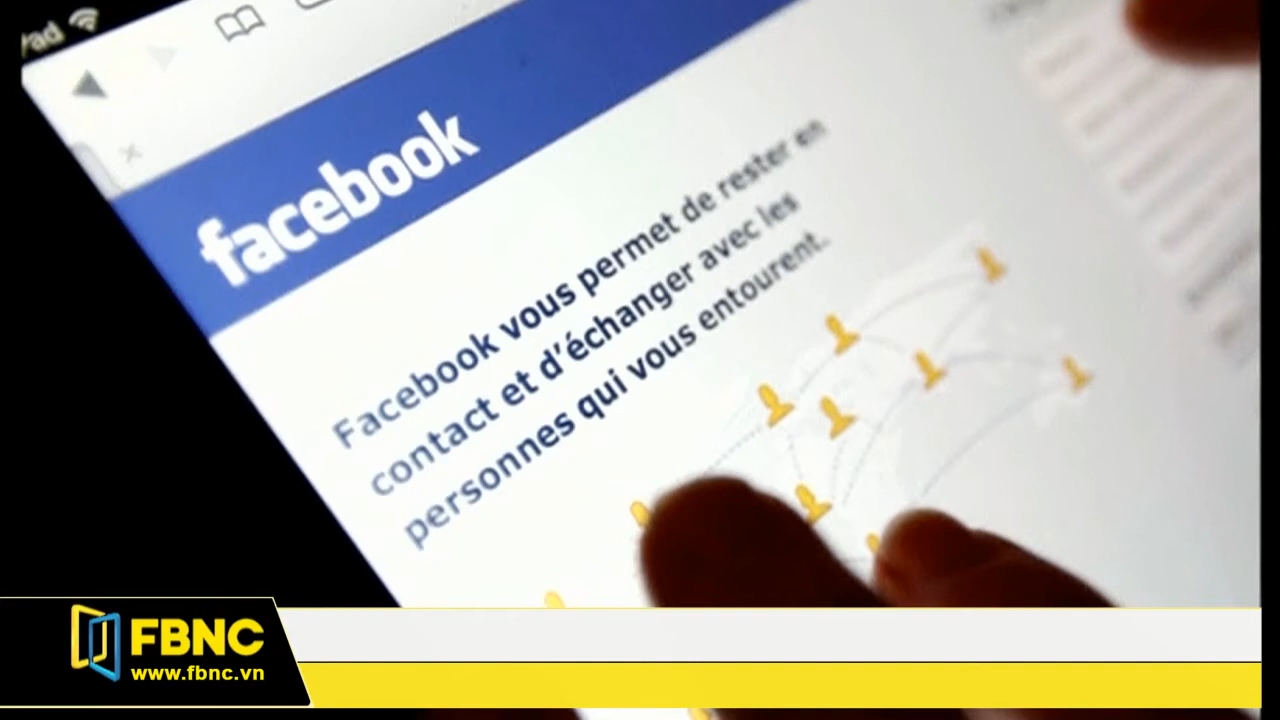 facebook
Facebook vous permet de rester en
contact et d'échanger avec les
personnes qui vous entourent.
FBNC
www.fbnc.vn